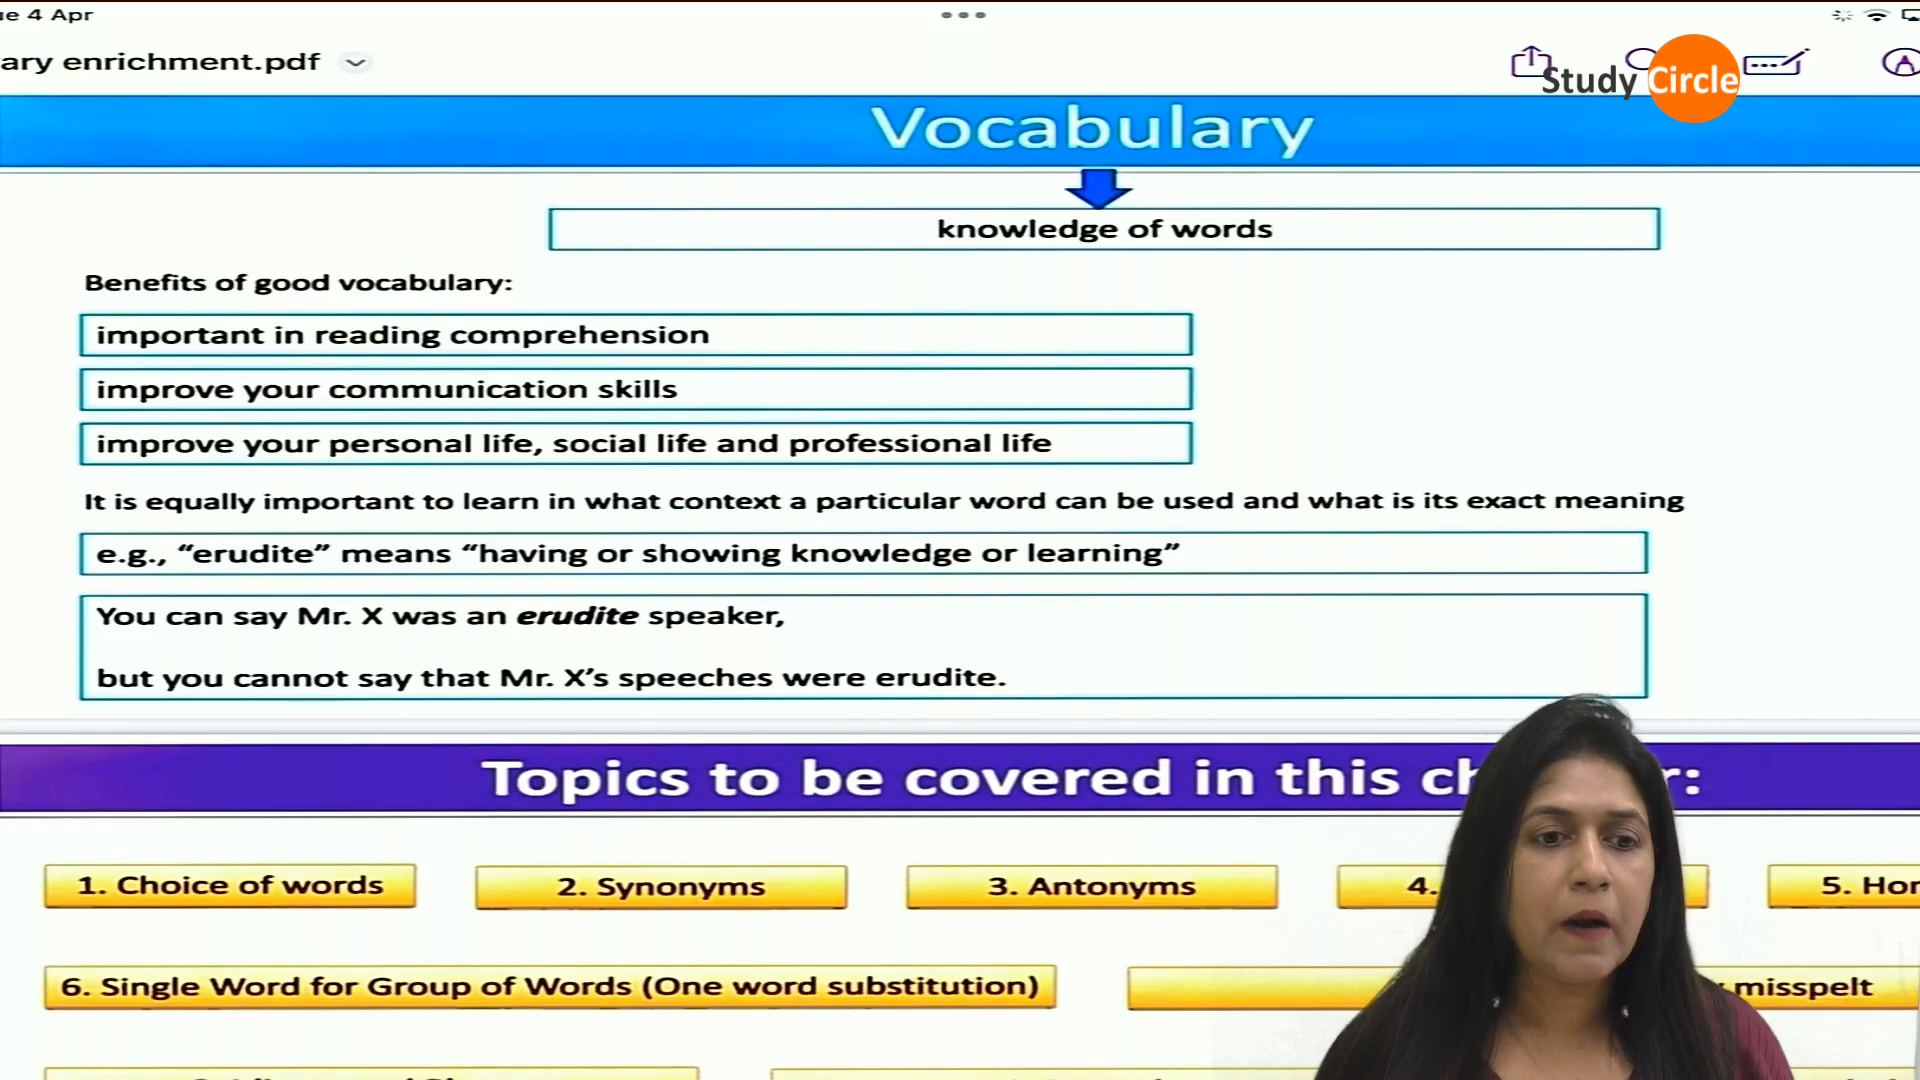 ue 4 Apr
ary enrichment.pdf
Study Circle
Vocabulary
knowledge of words
Benefits of good vocabulary:
important in reading comprehension
improve your communication skills
improve your personal life, social life and professional life
It is equally important to learn in what context a particular word can be used and what is its exact meaning
e.g., “erudite” means “having or showing knowledge or learning”
You can say Mr. X was an erudite speaker,
but you cannot say that Mr. X’s speeches were erudite.
Topics to be covered in this ch r:
1. Choice of words
2. Synonyms
3. Antonyms
4.
5. Hor
6. Single Word for Group of Words (One word substitution)
misspelt